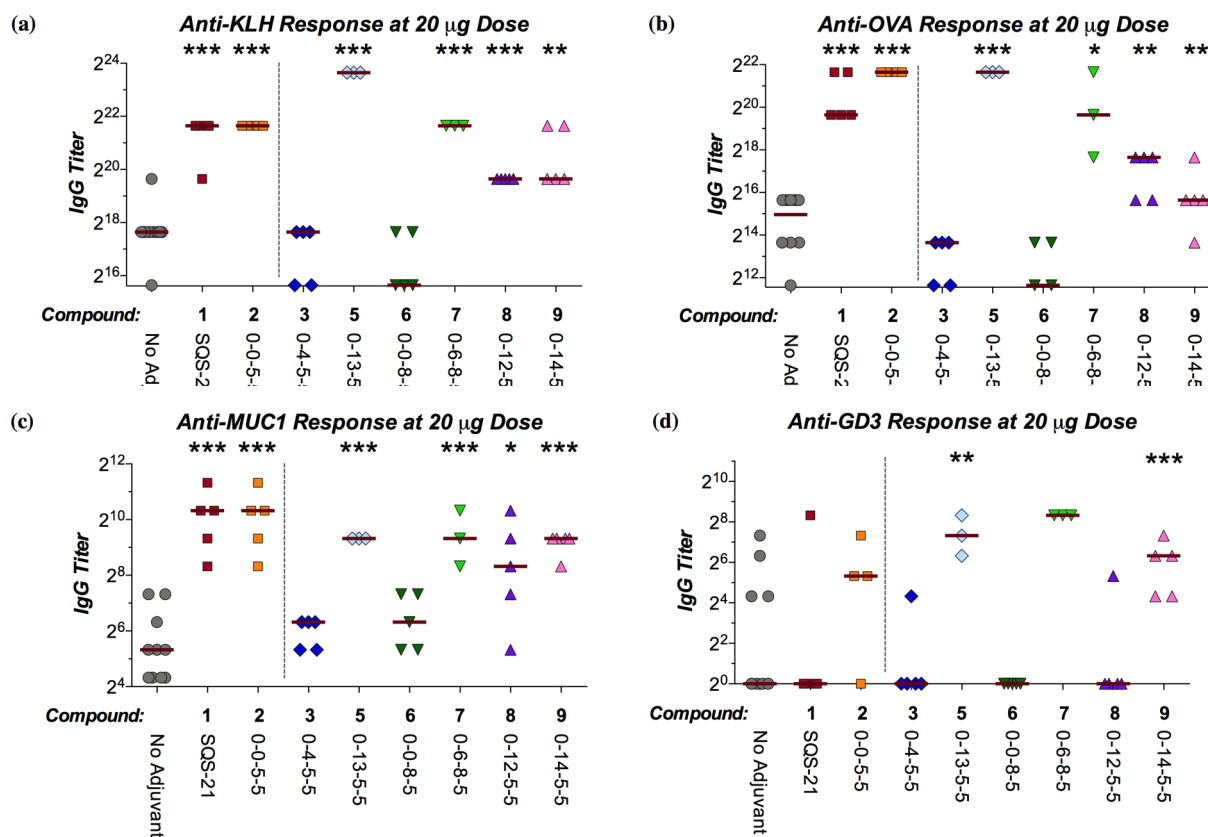 (a)
Anti-KLH Response at 20 μg Dose
*** *** *** *** *** **
IgG Titer
2^24
2^22
2^20
2^18
2^16
Compound: 1 2 3 5 6 7 8 9
No Ad
SQS-2
0-0-5-
0-4-5-
0-13-5
0-0-8-
0-6-8-
0-12-5
0-14-5
(b)
Anti-OVA Response at 20 μg Dose
*** *** *** * ** **
IgG Titer
2^22
2^20
2^18
2^16
2^14
2^12
Compound: 1 2 3 5 6 7 8 9
No Ad
SQS-2
0-0-5-
0-4-5-
0-13-5
0-0-8-
0-6-8-
0-12-5
0-14-5
(c)
Anti-MUC1 Response at 20 μg Dose
*** *** *** *** * ***
IgG Titer
2^12
2^10
2^8
2^6
2^4
Compound: 1 2 3 5 6 7 8 9
No Adjuvant
SQS-21
0-0-5-5
0-4-5-5
0-13-5-5
0-0-8-5
0-6-8-5
0-12-5-5
0-14-5-5
(d)
Anti-GD3 Response at 20 μg Dose
** ***
IgG Titer
2^10
2^8
2^6
2^4
2^2
2^0
Compound: 1 2 3 5 6 7 8 9
No Adjuvant
SQS-21
0-0-5-5
0-4-5-5
0-13-5-5
0-0-8-5
0-6-8-5
0-12-5-5
0-14-5-5